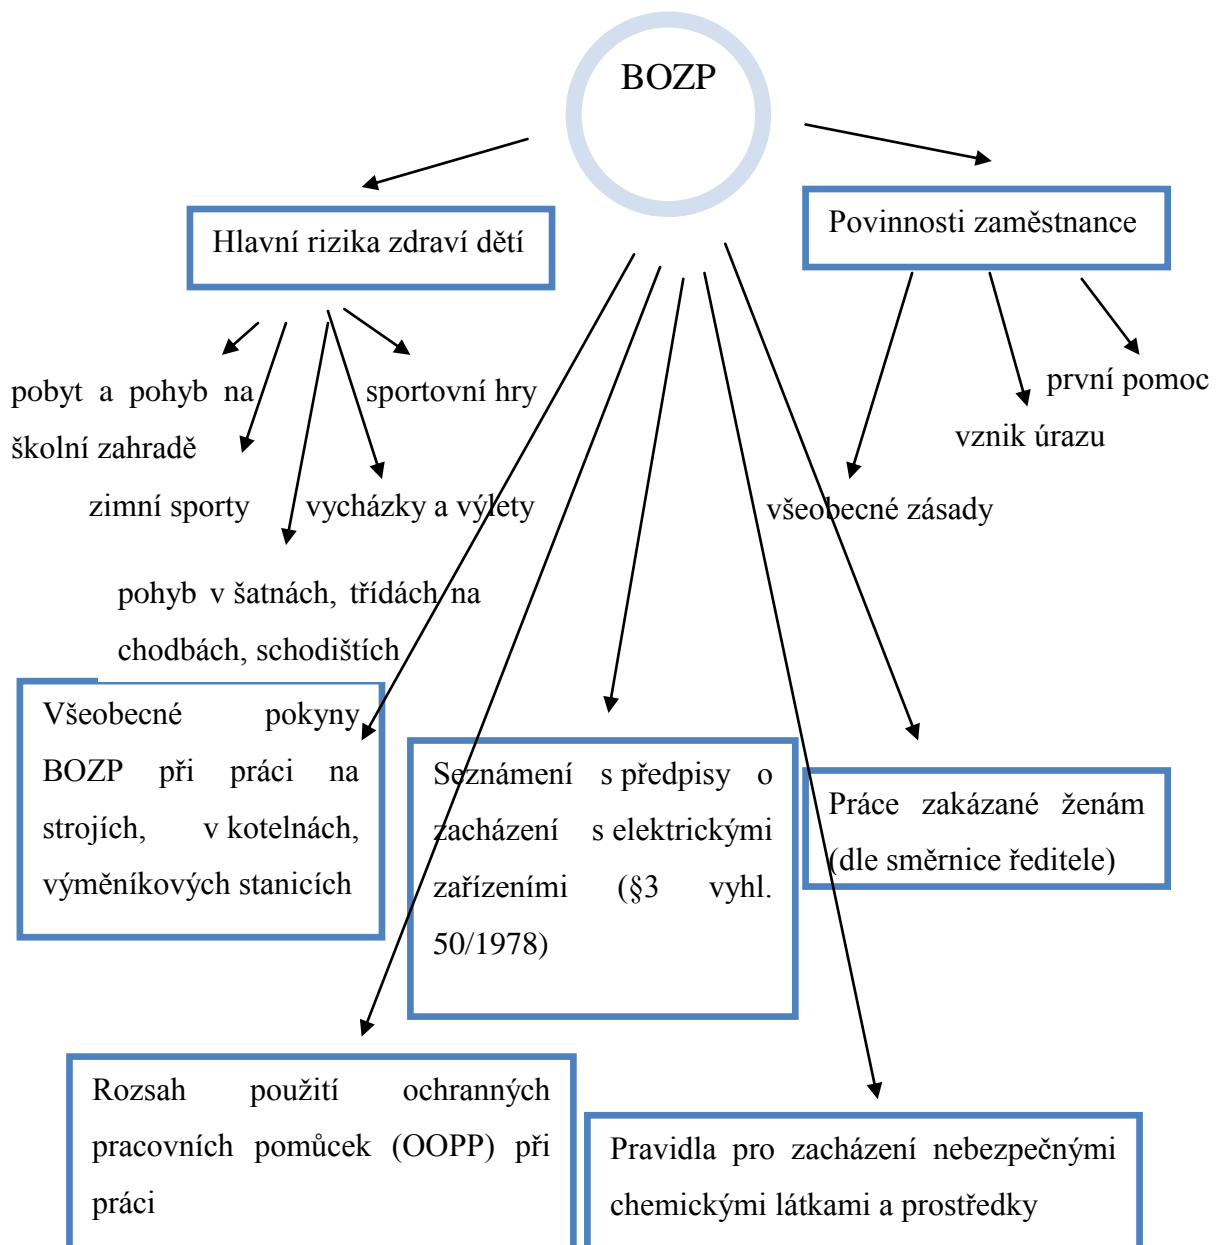 BOZP
Hlavní rizika zdraví dětí
Povinnosti zaměstnance
pobyt a pohyb na
školní zahradě
sportovní hry
první pomoc
vznik úrazu
zimní sporty
vycházky a výlety
všeobecné zásady
pohyb v šatnách, třídách na
chodbách, schodištích
Všeobecné pokyny
BOZP při práci na
strojích, v kotelnách,
výměníkových stanicích
Seznámení s předpisy o
zacházení s elektrickými
zařízeními (§3 vyhl.
50/1978)
Práce zakázané ženám
(dle směrnice ředitele)
Rozsah použití ochranných
pracovních pomůcek (OOPP) při
práci
Pravidla pro zacházení nebezpečnými
chemickými látkami a prostředky